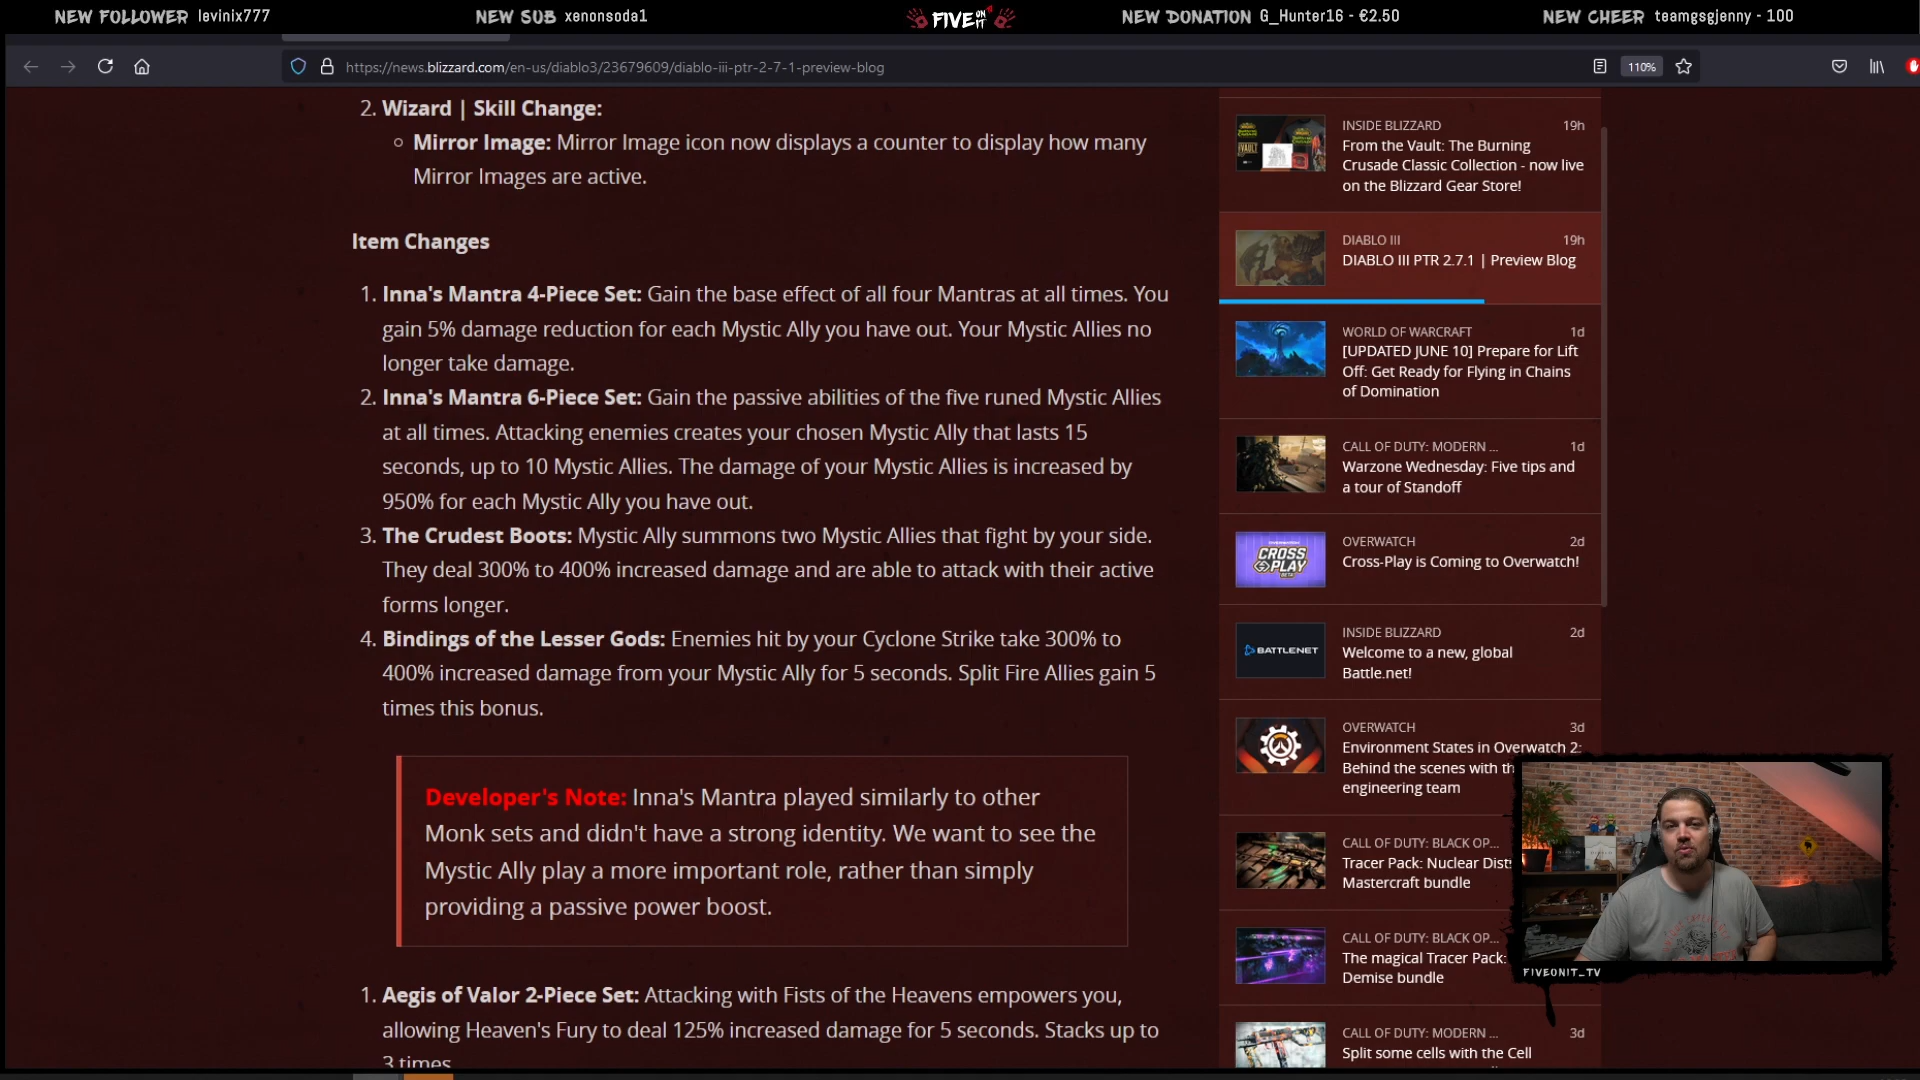 NEW FOLLOWER levinix777
NEW SUB xenonsoda1
FIVE ON IT
NEW DONATION G_Hunter16 - €2.50
NEW CHEER teamgsgjenny - 100
https://news.blizzard.com/en-us/diablo3/23679609/diablo-iii-ptr-2-7-1-preview-blog
110%
2. Wizard | Skill Change:
Mirror Image: Mirror Image icon now displays a counter to display how many
Mirror Images are active.
Item Changes
1. Inna's Mantra 4-Piece Set: Gain the base effect of all four Mantras at all times. You
gain 5% damage reduction for each Mystic Ally you have out. Your Mystic Allies no
longer take damage.
2. Inna's Mantra 6-Piece Set: Gain the passive abilities of the five runed Mystic Allies
at all times. Attacking enemies creates your chosen Mystic Ally that lasts 15
seconds, up to 10 Mystic Allies. The damage of your Mystic Allies is increased by
950% for each Mystic Ally you have out.
3. The Crudest Boots: Mystic Ally summons two Mystic Allies that fight by your side.
They deal 300% to 400% increased damage and are able to attack with their active
forms longer.
4. Bindings of the Lesser Gods: Enemies hit by your Cyclone Strike take 300% to
400% increased damage from your Mystic Ally for 5 seconds. Split Fire Allies gain 5
times this bonus.
Developer's Note: Inna's Mantra played similarly to other
Monk sets and didn't have a strong identity. We want to see the
Mystic Ally play a more important role, rather than simply
providing a passive power boost.
1. Aegis of Valor 2-Piece Set: Attacking with Fists of the Heavens empowers you,
allowing Heaven's Fury to deal 125% increased damage for 5 seconds. Stacks up to
3 times
INSIDE BLIZZARD 19h
From the Vault: The Burning
Crusade Classic Collection - now live
on the Blizzard Gear Store!
DIABLO III 19h
DIABLO III PTR 2.7.1 | Preview Blog
WORLD OF WARCRAFT 1d
[UPDATED JUNE 10] Prepare for Lift
Off: Get Ready for Flying in Chains
of Domination
CALL OF DUTY: MODERN ... 1d
Warzone Wednesday: Five tips and
a tour of Standoff
CROSS
PLAY
BETA
OVERWATCH 2d
Cross-Play is Coming to Overwatch!
BATTLENET
INSIDE BLIZZARD 2d
Welcome to a new, global
Battle.net!
OVERWATCH 3d
Environment States in Overwatch 2:
Behind the scenes with th
engineering team
CALL OF DUTY: BLACK OP...
Tracer Pack: Nuclear Dist
Mastercraft bundle
CALL OF DUTY: BLACK OP...
The magical Tracer Pack:
Demise bundle
FIVEONIT_TV
CALL OF DUTY: MODERN ... 3d
Split some cells with the Cell